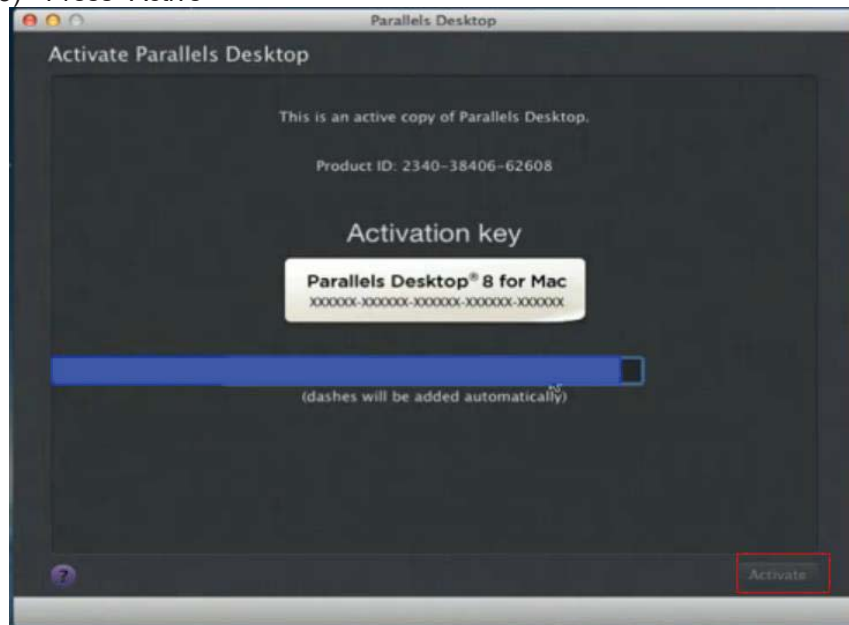 Press
Parallels Desktop
Activate Parallels Desktop
This is an active copy of Parallels Desktop.
Product ID: 2340-38406-62608
Activation key
Parallels Desktop® 8 for Mac
XXXXXX-XXXXXX-XXXXXX-XXXXXX-XXXXXX
(dashes will be added automatically)
?
Activate